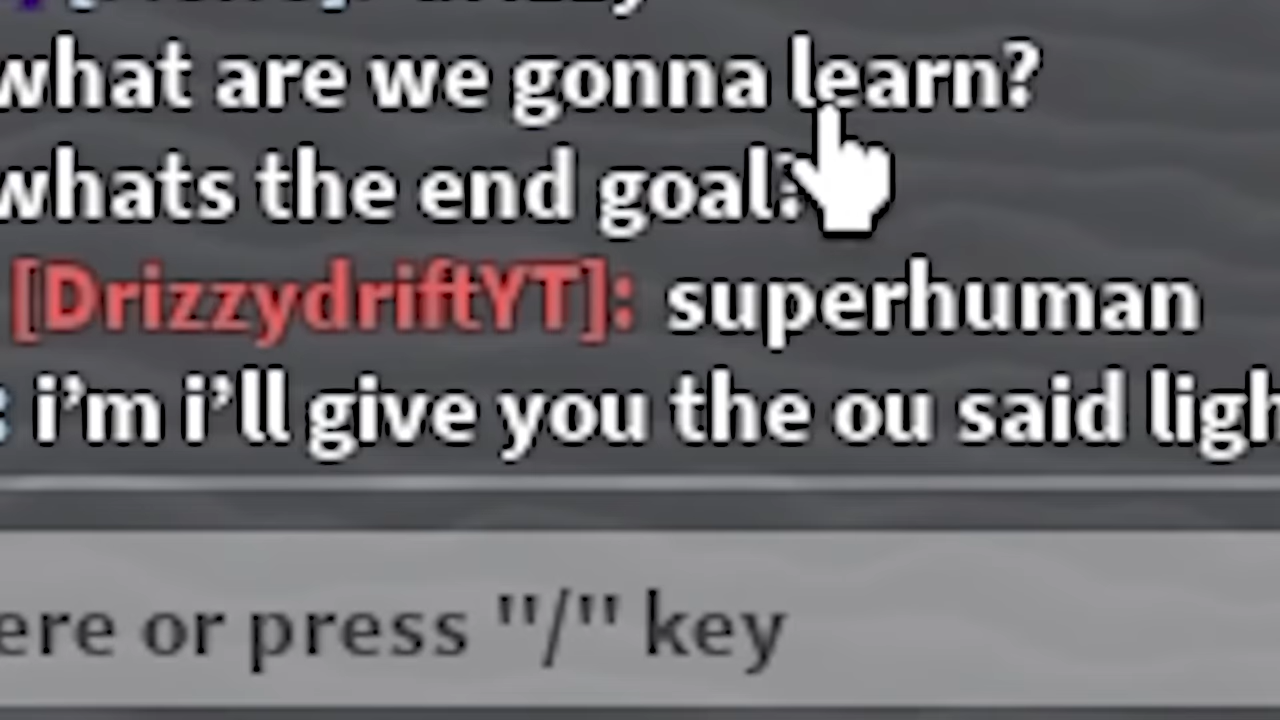 what are we gonna learn?
whats the end goal?
[DrizzydriftYT]: superhuman
: i’m i’ll give you the ou said ligh
ere or press "/" key